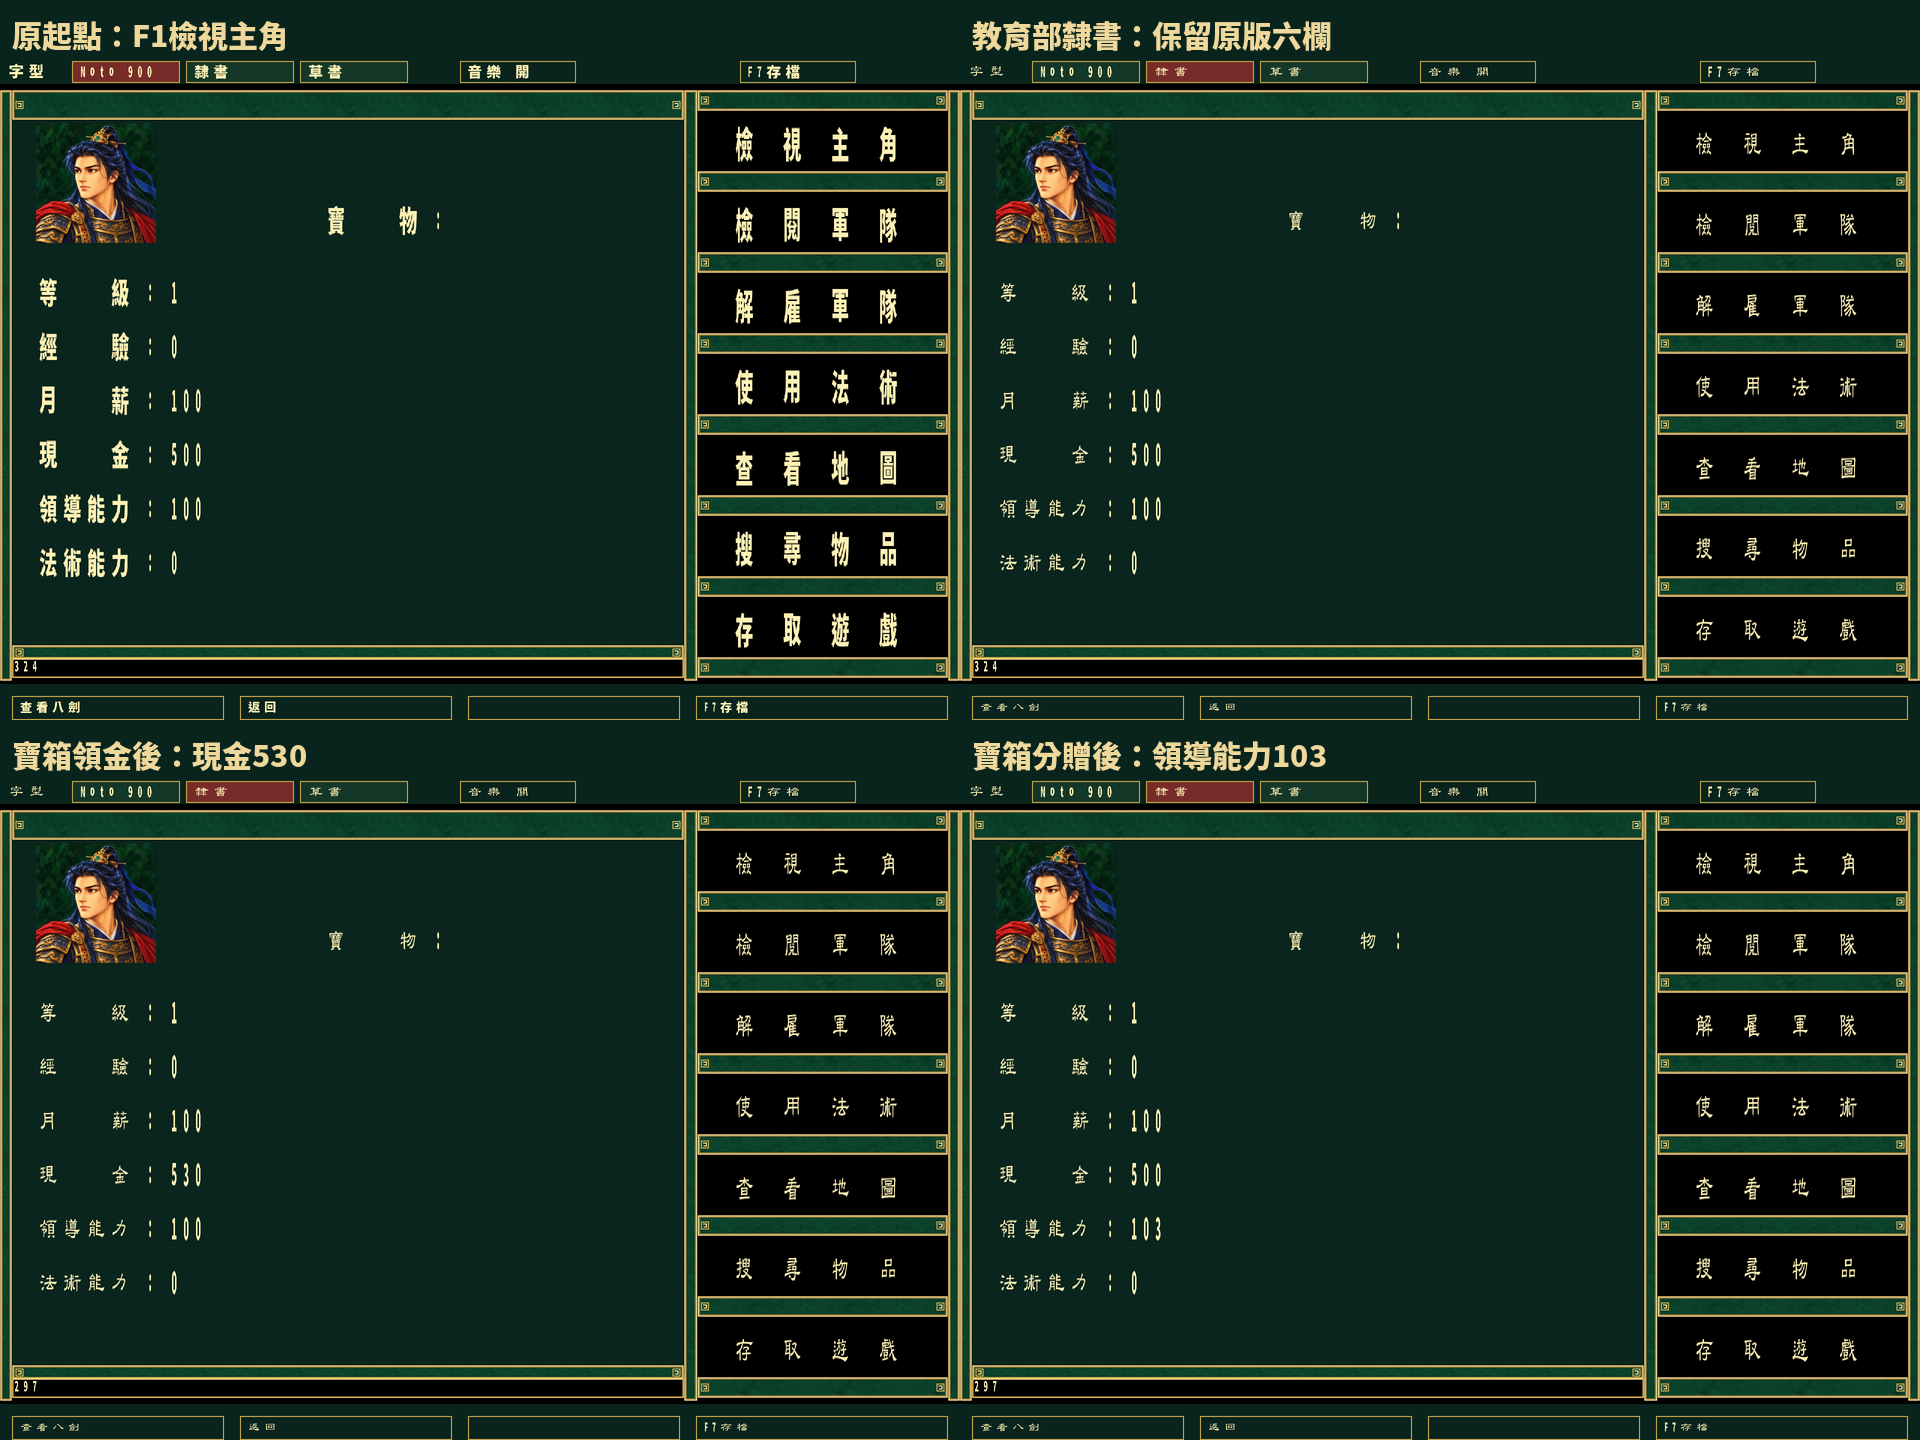 原起點：F1檢視主角
字型 Noto 900 隸書 草書 音樂 開 F7存檔
寶 物：
等 級：1
經 驗：0
月 薪：100
現 金：500
領導能力：100
法術能力：0
324
檢視主角
檢閱軍隊
解雇軍隊
使用法術
查看地圖
搜尋物品
存取遊戲
查看八劍 返回 F7存檔
教育部隸書：保留原版六欄
字型 Noto 900 隸書 草書 音樂 開 F7存檔
寶 物：
等 級：1
經 驗：0
月 薪：100
現 金：500
領導能力：100
法術能力：0
324
檢視主角
檢閱軍隊
解雇軍隊
使用法術
查看地圖
搜尋物品
存取遊戲
查看八劍 返回 F7存檔
寶箱領金後：現金530
字型 Noto 900 隸書 草書 音樂 開 F7存檔
寶 物：
等 級：1
經 驗：0
月 薪：100
現 金：530
領導能力：100
法術能力：0
297
檢視主角
檢閱軍隊
解雇軍隊
使用法術
查看地圖
搜尋物品
存取遊戲
查看八劍 返回 F7存檔
寶箱分贈後：領導能力103
字型 Noto 900 隸書 草書 音樂 開 F7存檔
寶 物：
等 級：1
經 驗：0
月 薪：100
現 金：500
領導能力：103
法術能力：0
297
檢視主角
檢閱軍隊
解雇軍隊
使用法術
查看地圖
搜尋物品
存取遊戲
查看八劍 返回 F7存檔